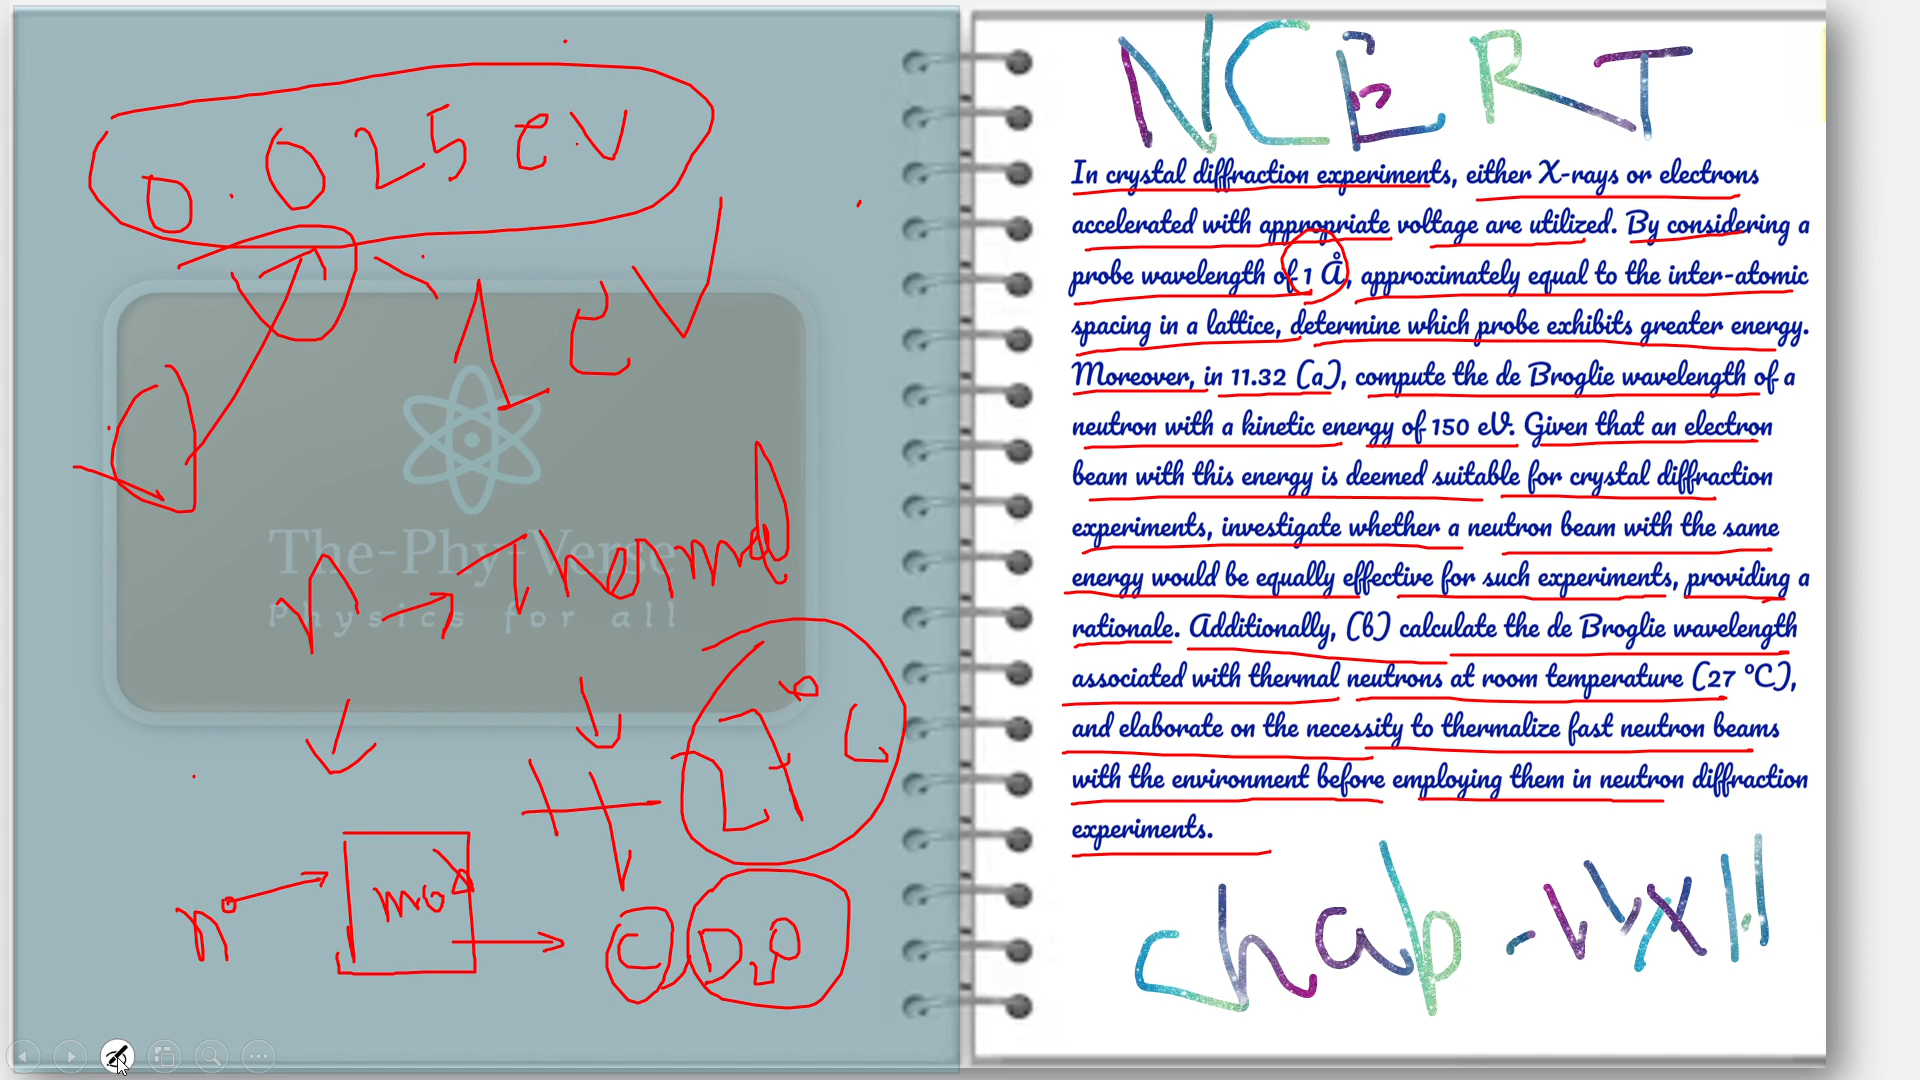 0.025 eV
1 eV
The-Phy-Verse
n → Thermal
Physics for all
27°C
n
mod
C, D2O
NCERT
In crystal diffraction experiments, either X-rays or electrons
accelerated with appropriate voltage are utilized. By considering a
probe wavelength of 1 Å, approximately equal to the inter-atomic
spacing in a lattice, determine which probe exhibits greater energy.
Moreover, in 11.32 (a), compute the de Broglie wavelength of a
neutron with a kinetic energy of 150 eV. Given that an electron
beam with this energy is deemed suitable for crystal diffraction
experiments, investigate whether a neutron beam with the same
energy would be equally effective for such experiments, providing a
rationale. Additionally, (b) calculate the de Broglie wavelength
associated with thermal neutrons at room temperature (27 °C),
and elaborate on the necessity to thermalize fast neutron beams
with the environment before employing them in neutron diffraction
experiments.